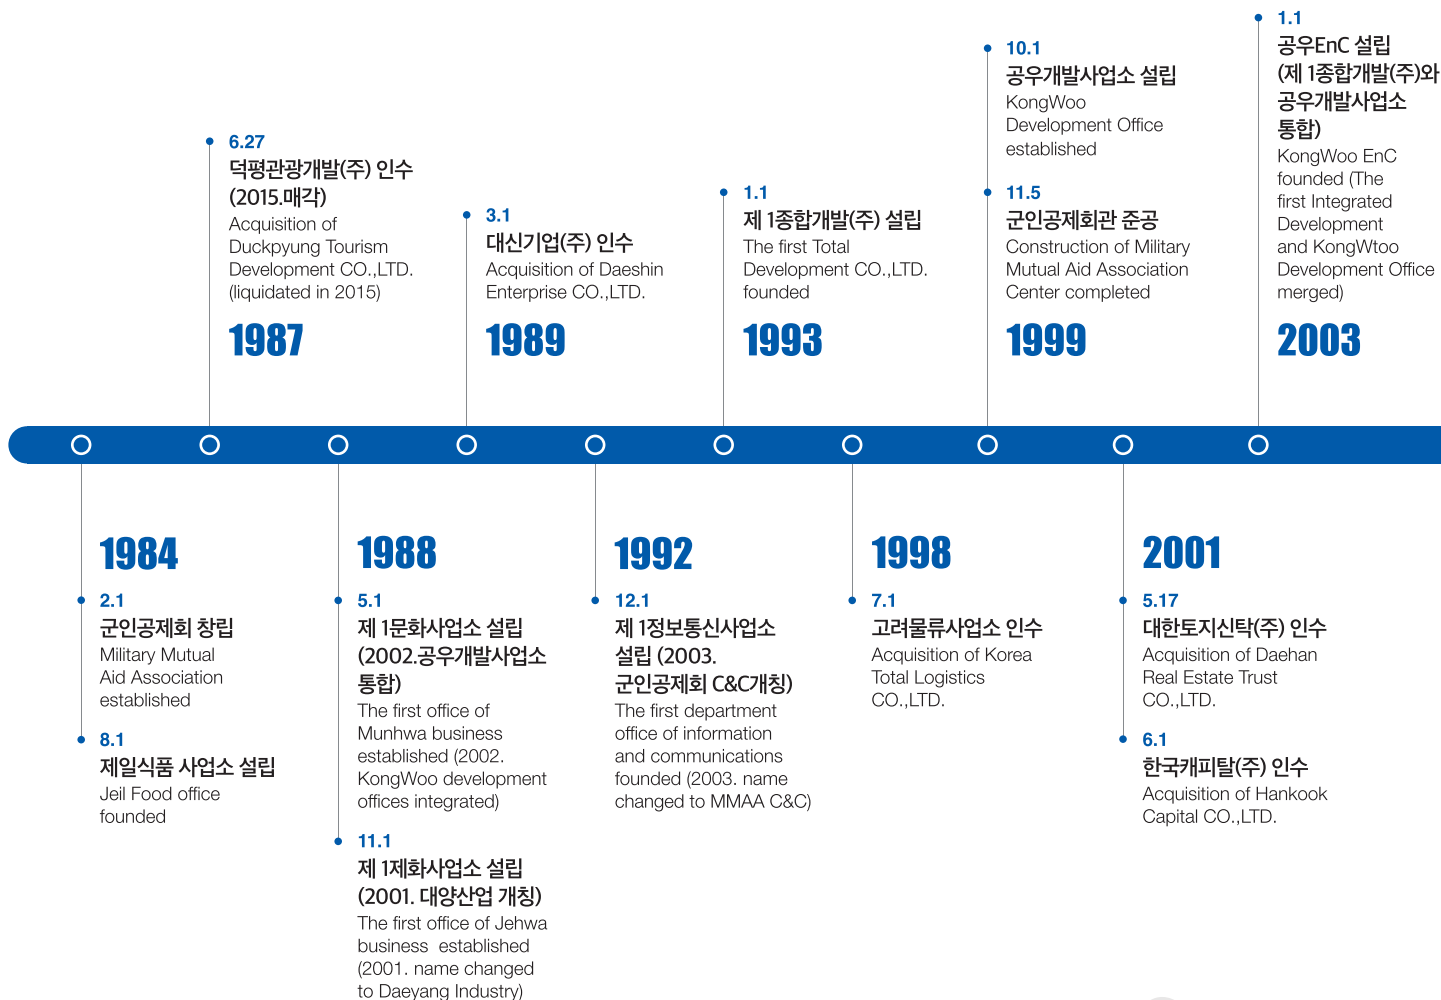 6.27
덕평관광개발(주) 인수
(2015.매각)
Acquisition of
Duckpyung Tourism
Development CO.,LTD.
(liquidated in 2015)
1987
3.1
대신기업(주) 인수
Acquisition of Daeshin
Enterprise CO.,LTD.
1989
1.1
제 1종합개발(주) 설립
The first Total
Development CO.,LTD.
founded
1993
10.1
공우개발사업소 설립
KongWoo
Development Office
established
11.5
군인공제회관 준공
Construction of Military
Mutual Aid Association
Center completed
1999
1.1
공우EnC 설립
(제 1종합개발(주)와
공우개발사업소
통합)
KongWoo EnC
founded (The
first Integrated
Development
and KongWtoo
Development Office
merged)
2003
1984
2.1
군인공제회 창립
Military Mutual
Aid Association
established
8.1
제일식품 사업소 설립
Jeil Food office
founded
1988
5.1
제 1문화사업소 설립
(2002.공우개발사업소
통합)
The first office of
Munhwa business
established (2002.
KongWoo development
offices integrated)
11.1
제 1제화사업소 설립
(2001. 대양산업 개칭)
The first office of Jehwa
business  established
(2001. name changed
to Daeyang Industry)
1992
12.1
제 1정보통신사업소
설립 (2003.
군인공제회 C&C개칭)
The first department
office of information
and communications
founded (2003. name
changed to MMAA C&C)
1998
7.1
고려물류사업소 인수
Acquisition of Korea
Total Logistics
CO.,LTD.
2001
5.17
대한토지신탁(주) 인수
Acquisition of Daehan
Real Estate Trust
CO.,LTD.
6.1
한국캐피탈(주) 인수
Acquisition of Hankook
Capital CO.,LTD.